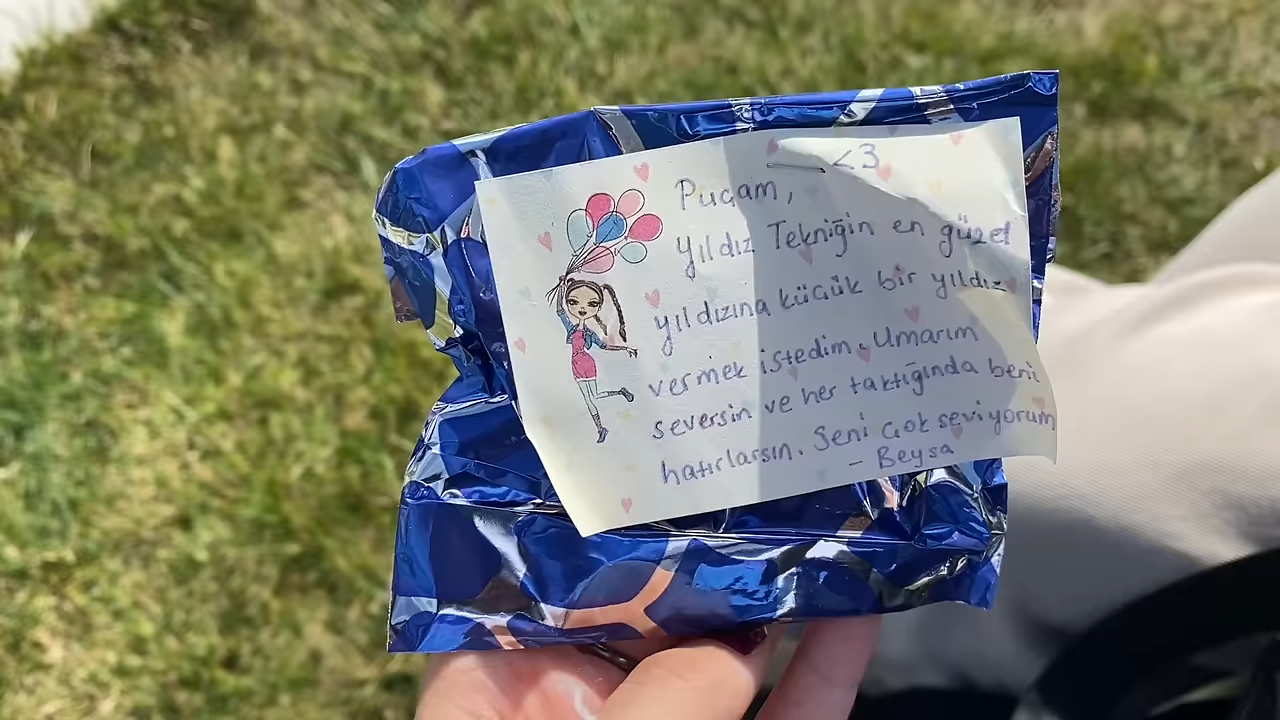 <3
Pucam,
Yıldız Tekniğin en güzel
yıldızına küçük bir yıldız
vermek istedim. Umarım
seversin ve her taktığında beni
hatırlarsın. Seni çok seviyorum
- Beysa